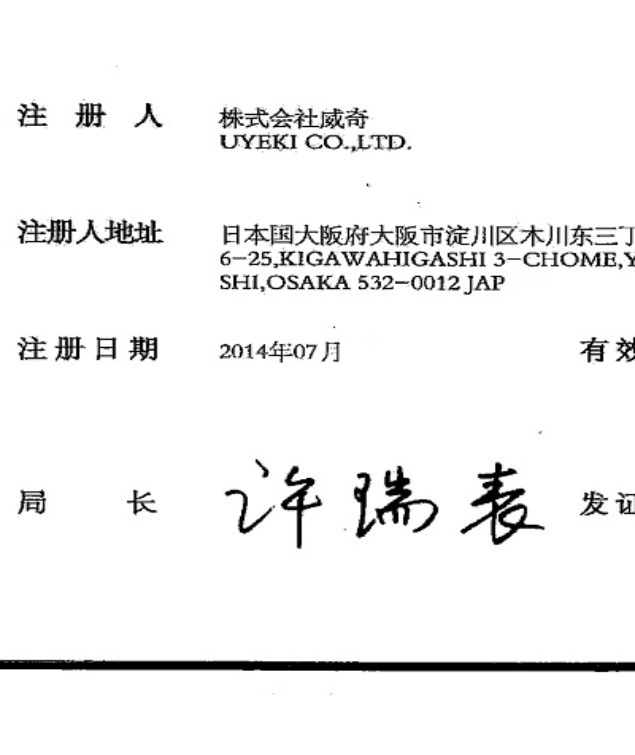 注册人 株式会社威奇
UYEKI CO.,LTD.
注册人地址 日本国大阪府大阪市淀川区木川东三丁
6-25,KIGAWAHIGASHI 3-CHOME,Y
SHI,OSAKA 532-0012 JAP
注册日期 2014年07月 有效
局长 许瑞表 发证